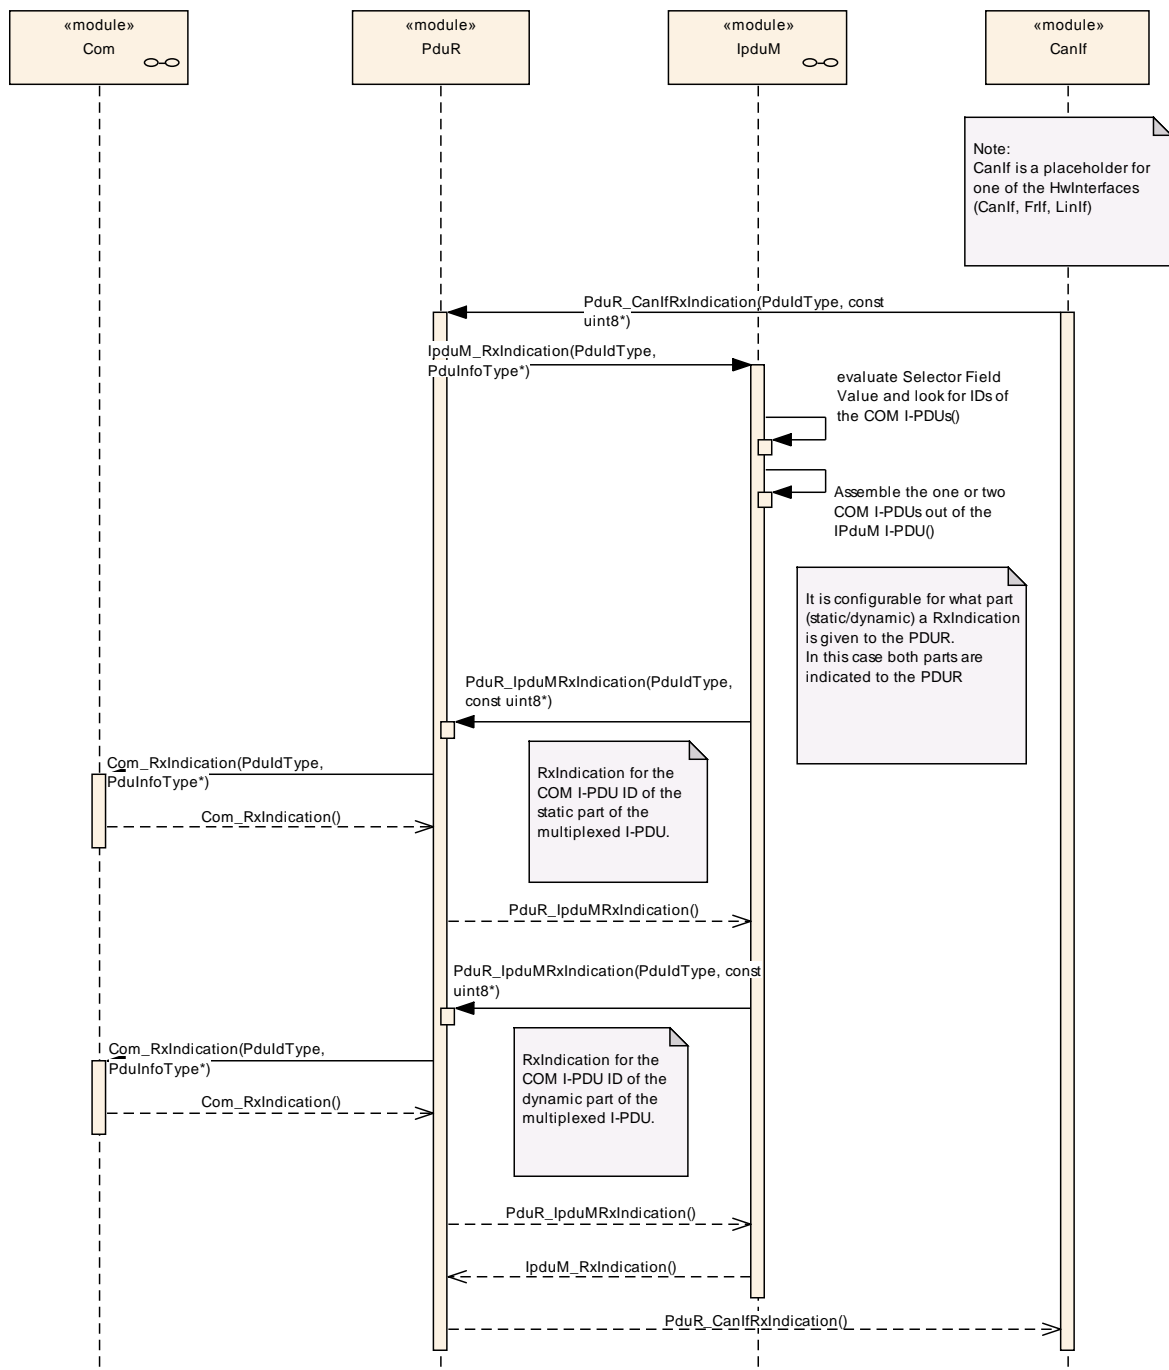 «module»
Com
«module»
PduR
«module»
IpduM
«module»
CanIf
Note:
CanIf is a placeholder for
one of the HwInterfaces
(CanIf, FrIf, LinIf)
PduR_CanIfRxIndication(PduIdType, const
uint8*)
IpduM_RxIndication(PduIdType,
PduInfoType*)
evaluate Selector Field
Value and look for IDs of
the COM I-PDUs()
Assemble the one or two
COM I-PDUs out of the
IPduM I-PDU()
It is configurable for what part
(static/dynamic) a RxIndication
is given to the PDUR.
In this case both parts are
indicated to the PDUR
PduR_IpduMRxIndication(PduIdType,
const uint8*)
Com_RxIndication(PduIdType,
PduInfoType*)
RxIndication for the
COM I-PDU ID of the
static part of the
multiplexed I-PDU.
Com_RxIndication()
PduR_IpduMRxIndication()
PduR_IpduMRxIndication(PduIdType, const
uint8*)
Com_RxIndication(PduIdType,
PduInfoType*)
RxIndication for the
COM I-PDU ID of the
dynamic part of the
multiplexed I-PDU.
Com_RxIndication()
PduR_IpduMRxIndication()
IpduM_RxIndication()
PduR_CanIfRxIndication()